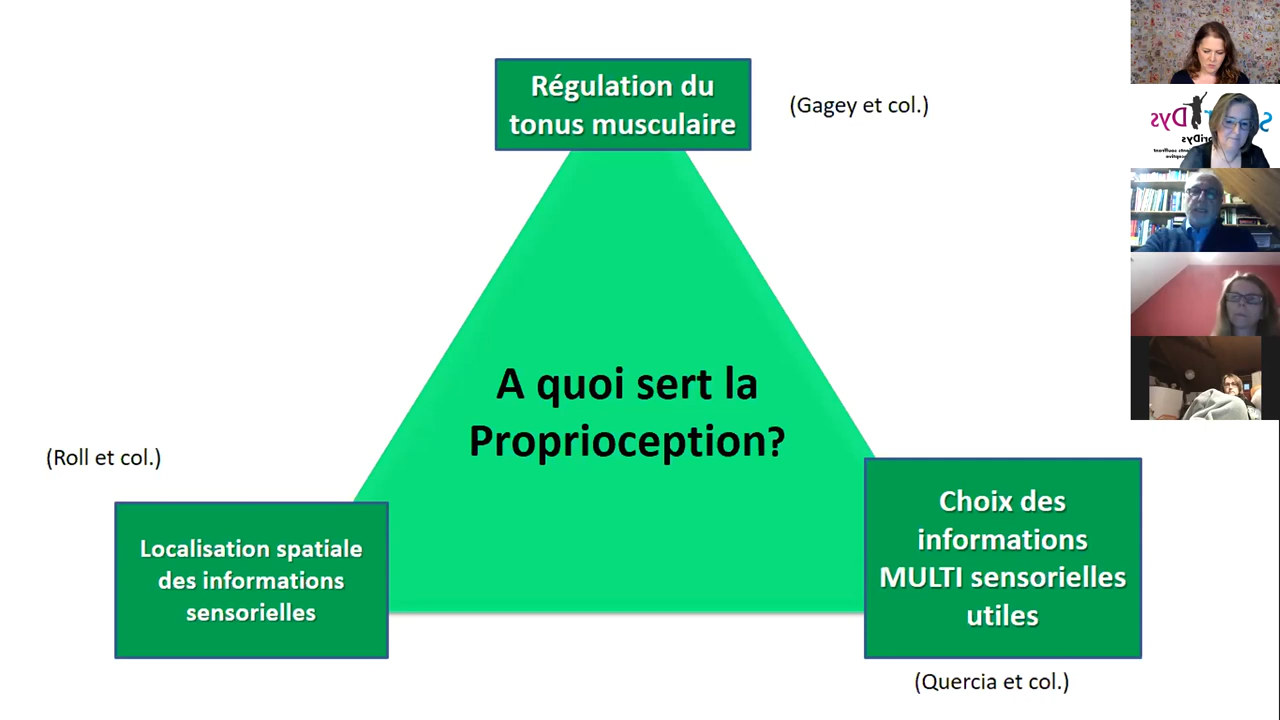 Régulation du
tonus musculaire
(Gagey et col.)
A quoi sert la
Proprioception?
(Roll et col.)
Localisation spatiale
des informations
sensorielles
Choix des
informations
MULTI sensorielles
utiles
(Quercia et col.)
Dys